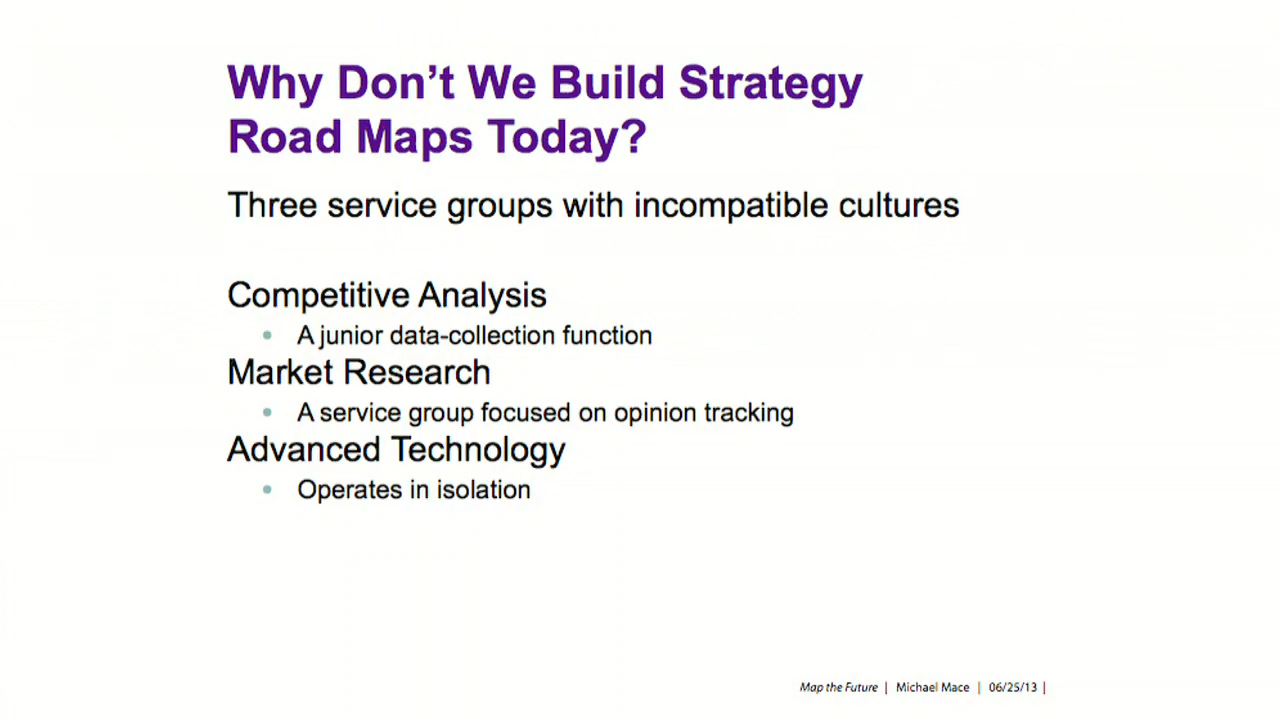 Why Don’t We Build Strategy
Road Maps Today?
Three service groups with incompatible cultures
Competitive Analysis
• A junior data-collection function
Market Research
• A service group focused on opinion tracking
Advanced Technology
• Operates in isolation
Map the Future | Michael Mace | 06/25/13 |